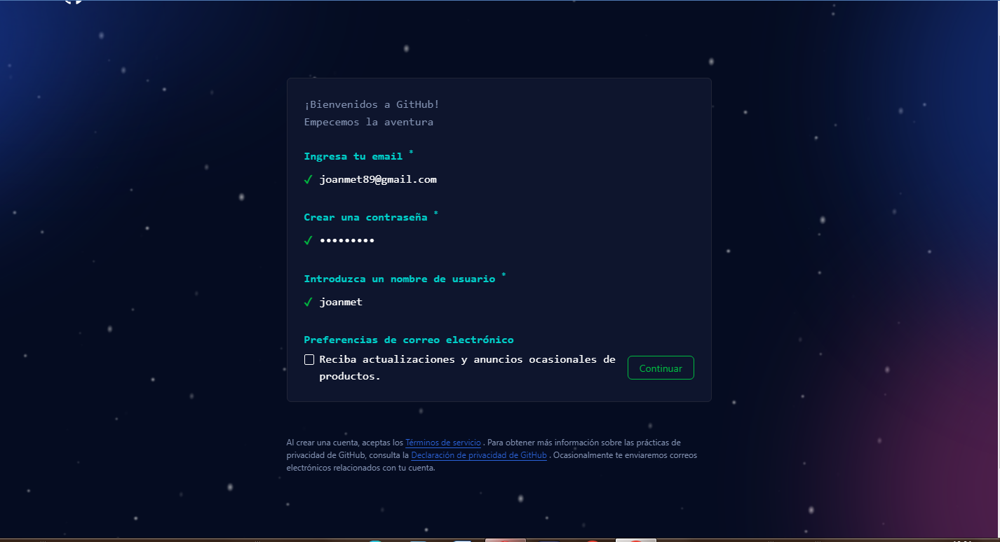 ¡Bienvenidos a GitHub!
Empecemos la aventura
Ingresa tu email *
✓ joanmet89@gmail.com
Crear una contraseña *
✓ •••••••••
Introduzca un nombre de usuario *
✓ joanmet
Preferencias de correo electrónico
Reciba actualizaciones y anuncios ocasionales de
productos.
Continuar
Al crear una cuenta, aceptas los Términos de servicio . Para obtener más información sobre las prácticas de
privacidad de GitHub, consulta la Declaración de privacidad de GitHub . Ocasionalmente te enviaremos correos
electrónicos relacionados con tu cuenta.